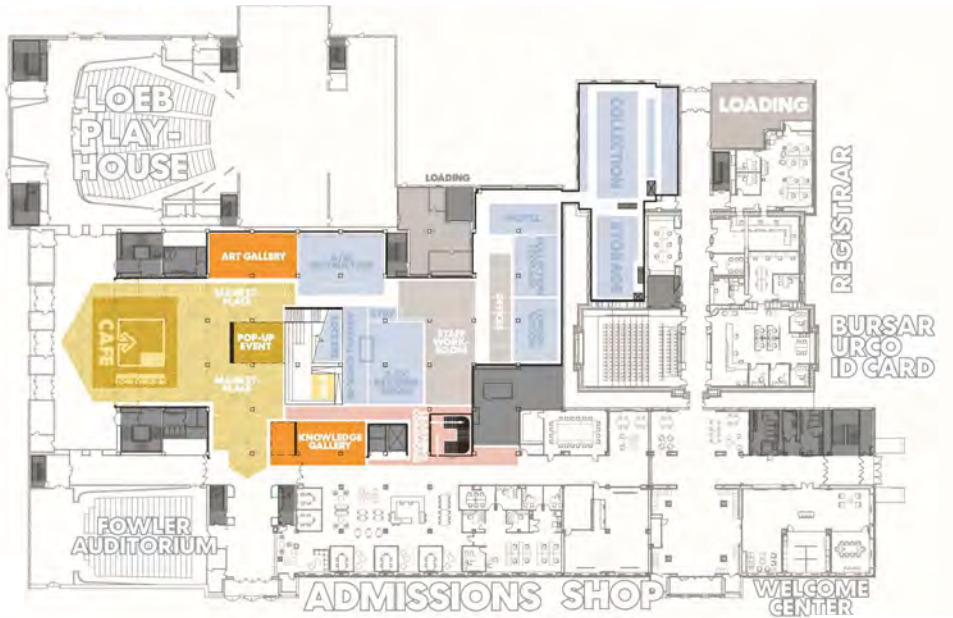 LOEB
PLAY-
HOUSE
LOADING
COLLECTION
STORAGE
LOADING
REGISTRAR
ART GALLERY
MARKET-
PLACE
CAFE
POP-UP
EVENT
MARKET-
PLACE
STAFF
WORK-
ROOM
BURSAR
URCO
ID CARD
KNOWLEDGE
GALLERY
FOWLER
AUDITORIUM
ADMISSIONS SHOP
WELCOME
CENTER